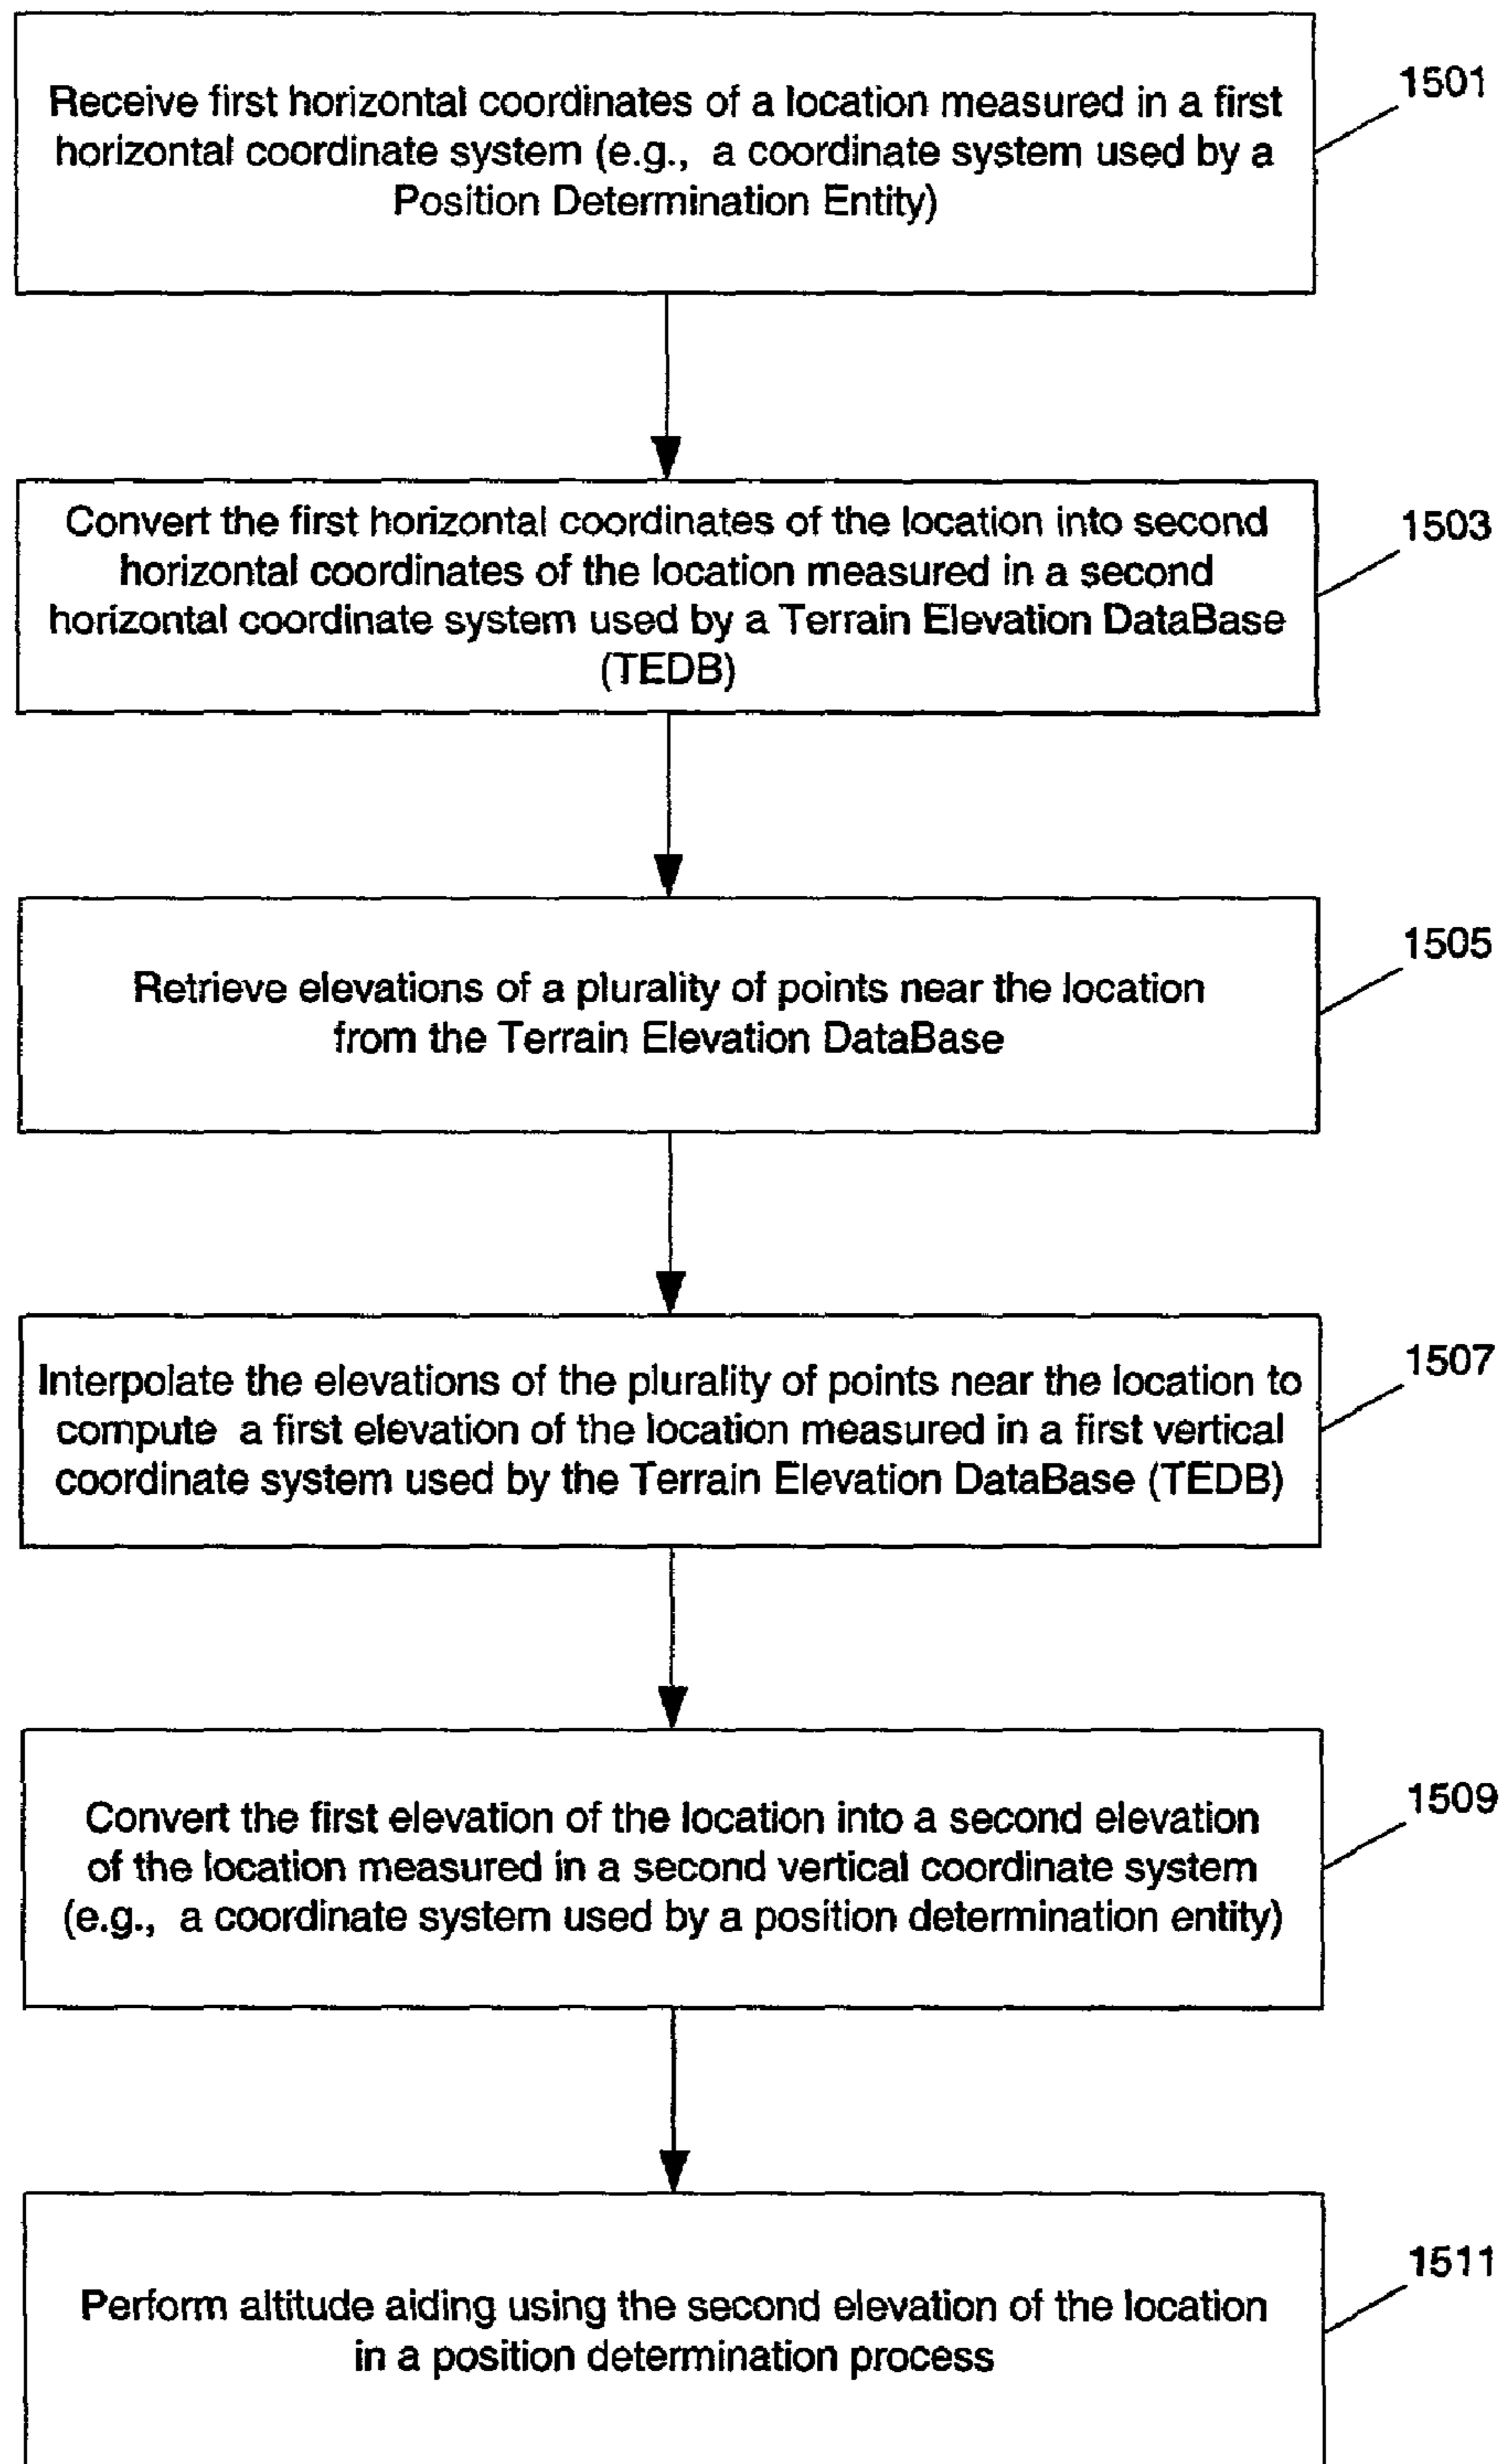 Receive first horizontal coordinates of a location measured in a first
horizontal coordinate system (e.g., a coordinate system used by a
Position Determination Entity)
1501
Convert the first horizontal coordinates of the location into second
horizontal coordinates of the location measured in a second
horizontal coordinate system used by a Terrain Elevation DataBase
(TEDB)
1503
Retrieve elevations of a plurality of points near the location
from the Terrain Elevation DataBase
1505
Interpolate the elevations of the plurality of points near the location to
compute a first elevation of the location measured in a first vertical
coordinate system used by the Terrain Elevation DataBase (TEDB)
1507
Convert the first elevation of the location into a second elevation
of the location measured in a second vertical coordinate system
(e.g., a coordinate system used by a position determination entity)
1509
Perform altitude aiding using the second elevation of the location
in a position determination process
1511